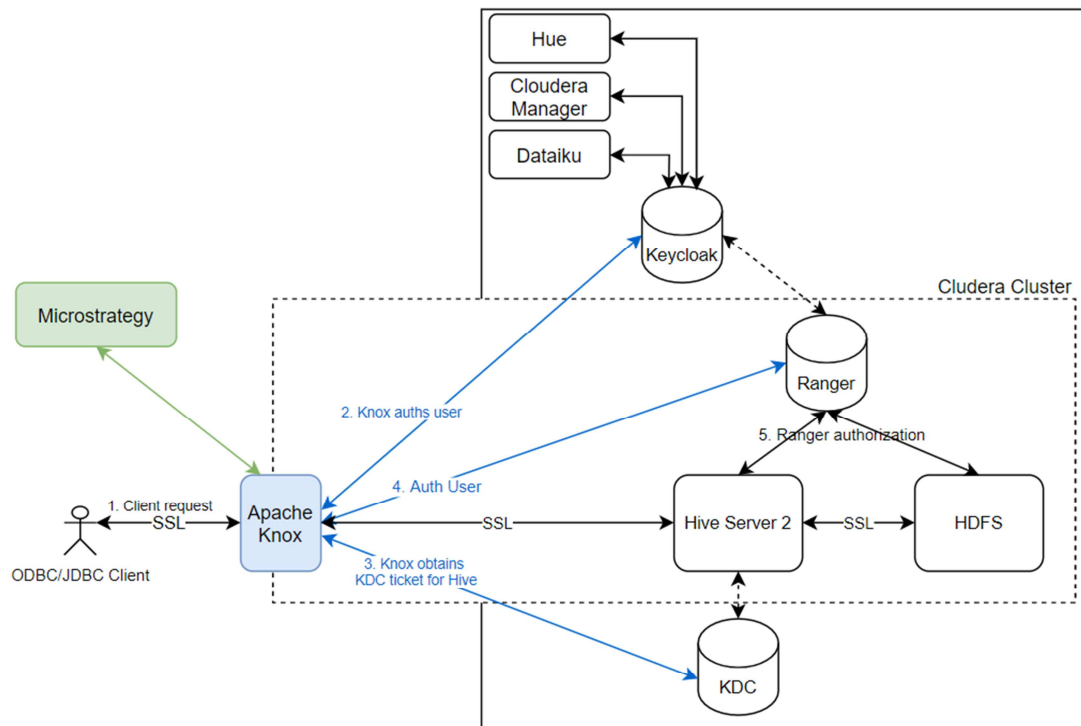 Hue
Cloudera
Manager
Dataiku
Keycloak
Cludera Cluster
Microstrategy
Ranger
2. Knox auths user
5. Ranger authorization
4. Auth User
1. Client request
SSL
Apache
Knox
SSL
Hive Server 2
SSL
HDFS
ODBC/JDBC Client
3. Knox obtains
KDC ticket for Hive
KDC